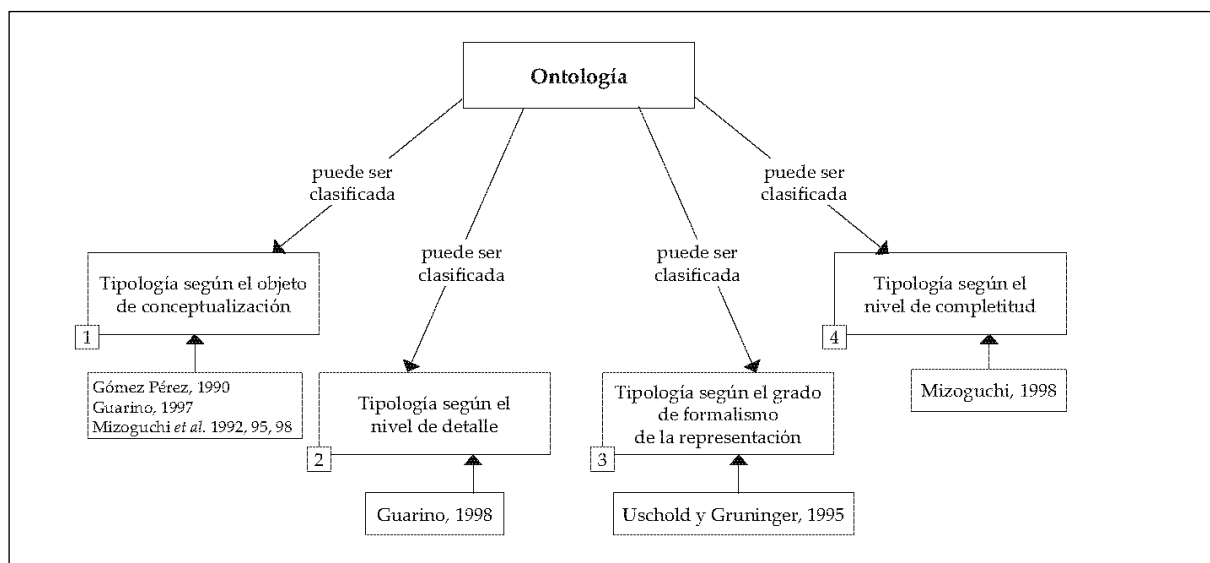 Ontología
puede ser
clasificada
puede ser
clasificada
puede ser
clasificada
puede ser
clasificada
Tipología según el objeto
de conceptualización
1
Gómez Pérez, 1990
Guarino, 1997
Mizoguchi et al. 1992, 95, 98
Tipología según el
nivel de detalle
2
Guarino, 1998
Tipología según el grado
de formalismo
de la representación
3
Uschold y Gruninger, 1995
Tipología según el
nivel de completitud
4
Mizoguchi, 1998